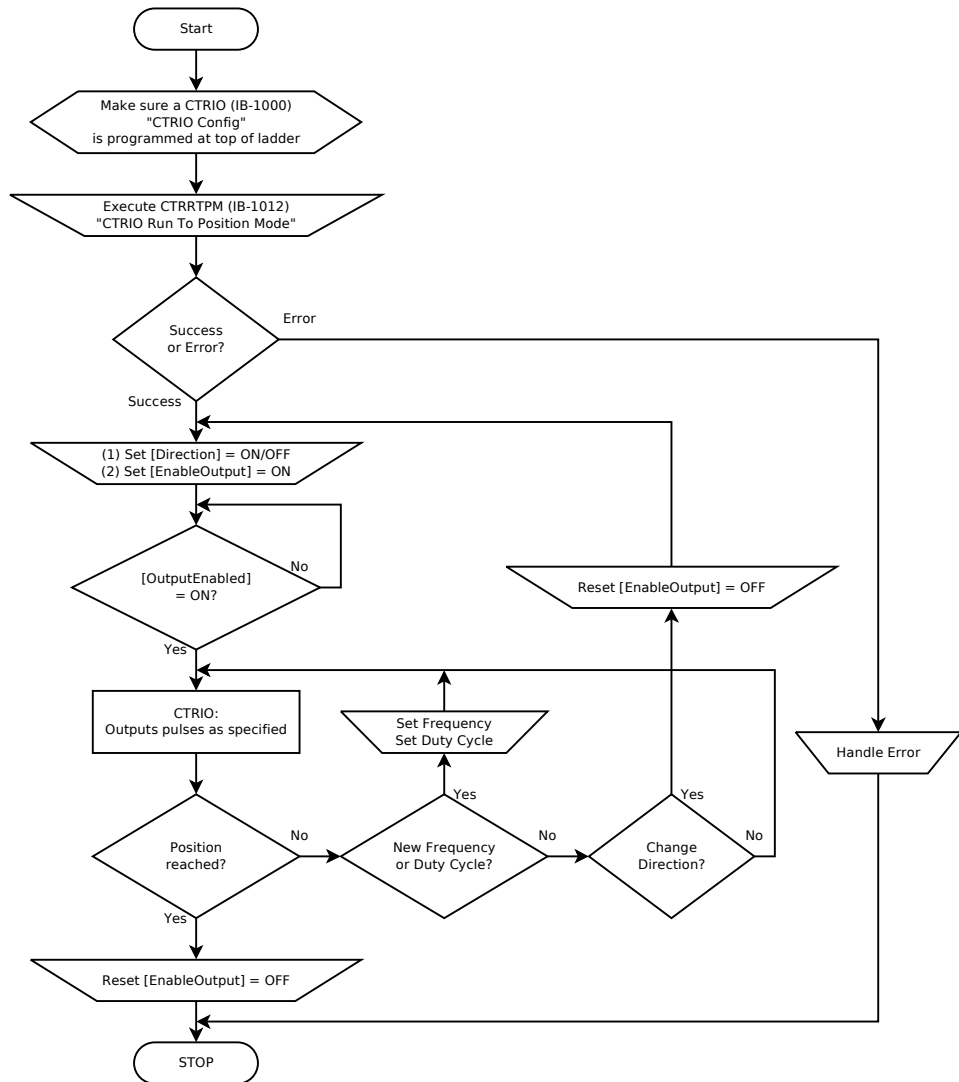 Start
Make sure a CTRIO (IB-1000)
"CTRIO Config"
is programmed at top of ladder
Execute CTRRTPM (IB-1012)
"CTRIO Run To Position Mode"
Success
or Error?
Error
Success
(1) Set [Direction] = ON/OFF
(2) Set [EnableOutput] = ON
[OutputEnabled]
= ON?
No
Yes
Reset [EnableOutput] = OFF
CTRIO:
Outputs pulses as specified
Set Frequency
Set Duty Cycle
Handle Error
Position
reached?
No
Yes
New Frequency
or Duty Cycle?
Yes
No
Change
Direction?
Yes
No
Reset [EnableOutput] = OFF
STOP